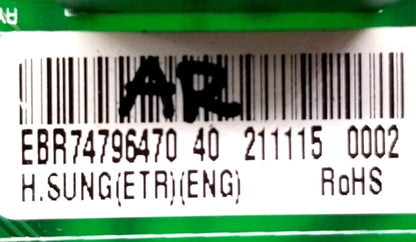 AR
EBR74796470 40 211115 0002
H.SUNG(ETR)(ENG) RoHS